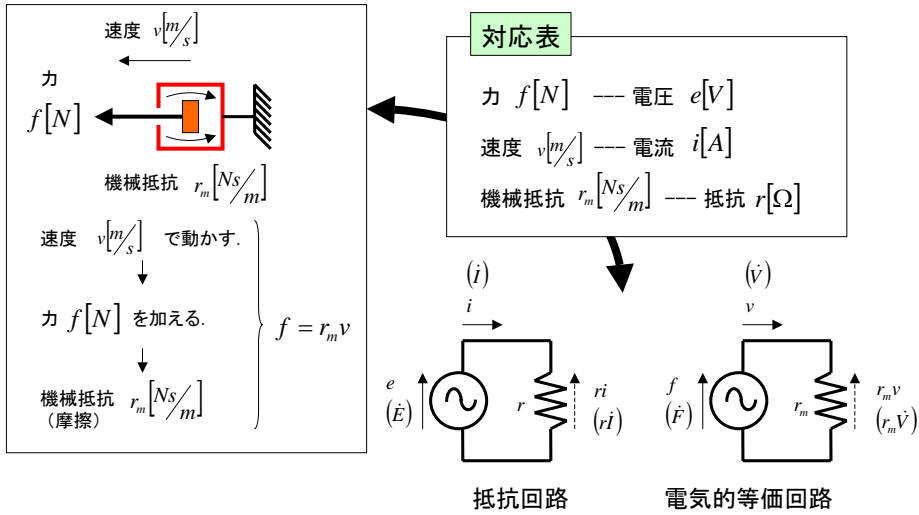 速度 v[m/s]
力
f[N]
機械抵抗 r_m[Ns/m]
速度 v[m/s] で動かす.
力 f[N] を加える.
機械抵抗 r_m[Ns/m]
（摩擦）
f = r_m v
対応表
力 f[N] --- 電圧 e[V]
速度 v[m/s] --- 電流 i[A]
機械抵抗 r_m[Ns/m] --- 抵抗 r[Ω]
(İ)
i
e
(Ė)
r
ri
(rİ)
抵抗回路
(V̇)
v
f
(Ḟ)
r_m
r_m v
(r_m V̇)
電気的等価回路